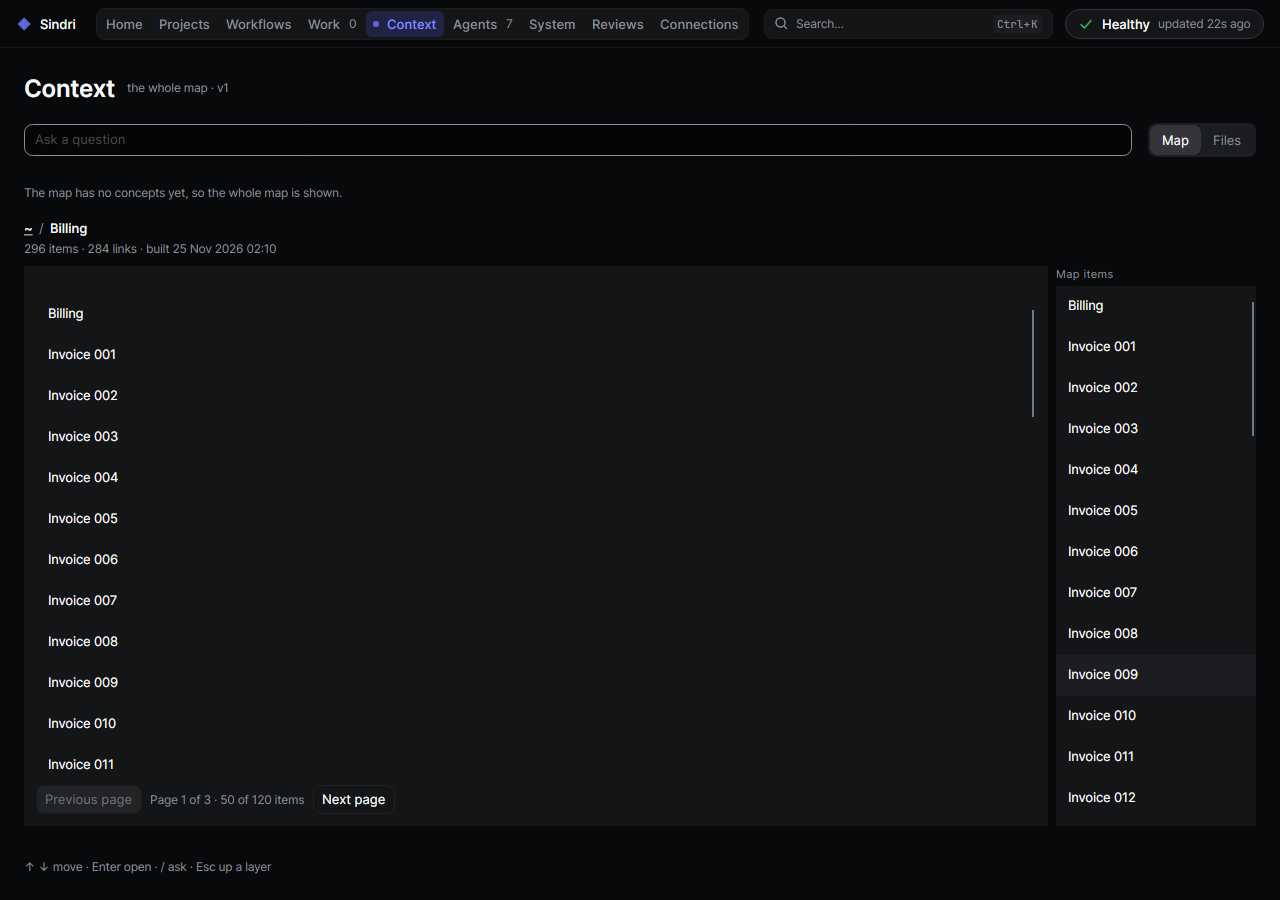 Sindri
Home Projects Workflows Work 0 Context Agents 7 System Reviews Connections
Search... Ctrl+K
Healthy updated 22s ago
Context the whole map · v1
Ask a question
Map Files
The map has no concepts yet, so the whole map is shown.
~ / Billing
296 items · 284 links · built 25 Nov 2026 02:10
Billing
Invoice 001
Invoice 002
Invoice 003
Invoice 004
Invoice 005
Invoice 006
Invoice 007
Invoice 008
Invoice 009
Invoice 010
Invoice 011
Previous page Page 1 of 3 · 50 of 120 items Next page
Map items
Billing
Invoice 001
Invoice 002
Invoice 003
Invoice 004
Invoice 005
Invoice 006
Invoice 007
Invoice 008
Invoice 009
Invoice 010
Invoice 011
Invoice 012
↑ ↓ move · Enter open · / ask · Esc up a layer